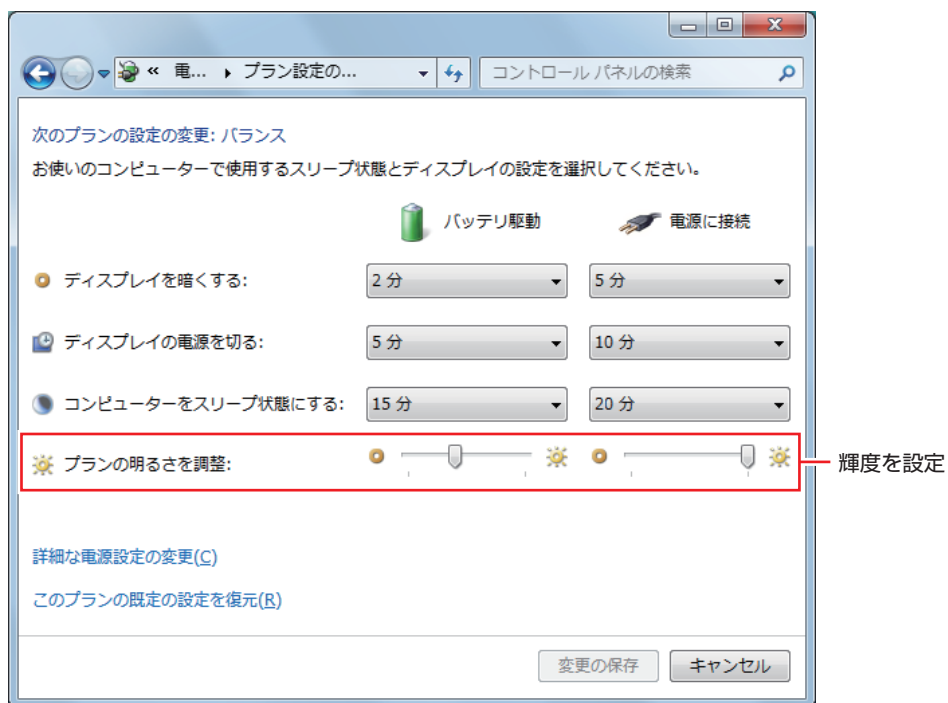 « 電... ▸ プラン設定の... コントロール パネルの検索
次のプランの設定の変更: バランス
お使いのコンピューターで使用するスリープ状態とディスプレイの設定を選択してください。
バッテリ駆動 電源に接続
ディスプレイを暗くする: 2 分 5 分
ディスプレイの電源を切る: 5 分 10 分
コンピューターをスリープ状態にする: 15 分 20 分
プランの明るさを調整: 輝度を設定
詳細な電源設定の変更(C)
このプランの既定の設定を復元(R)
変更の保存 キャンセル